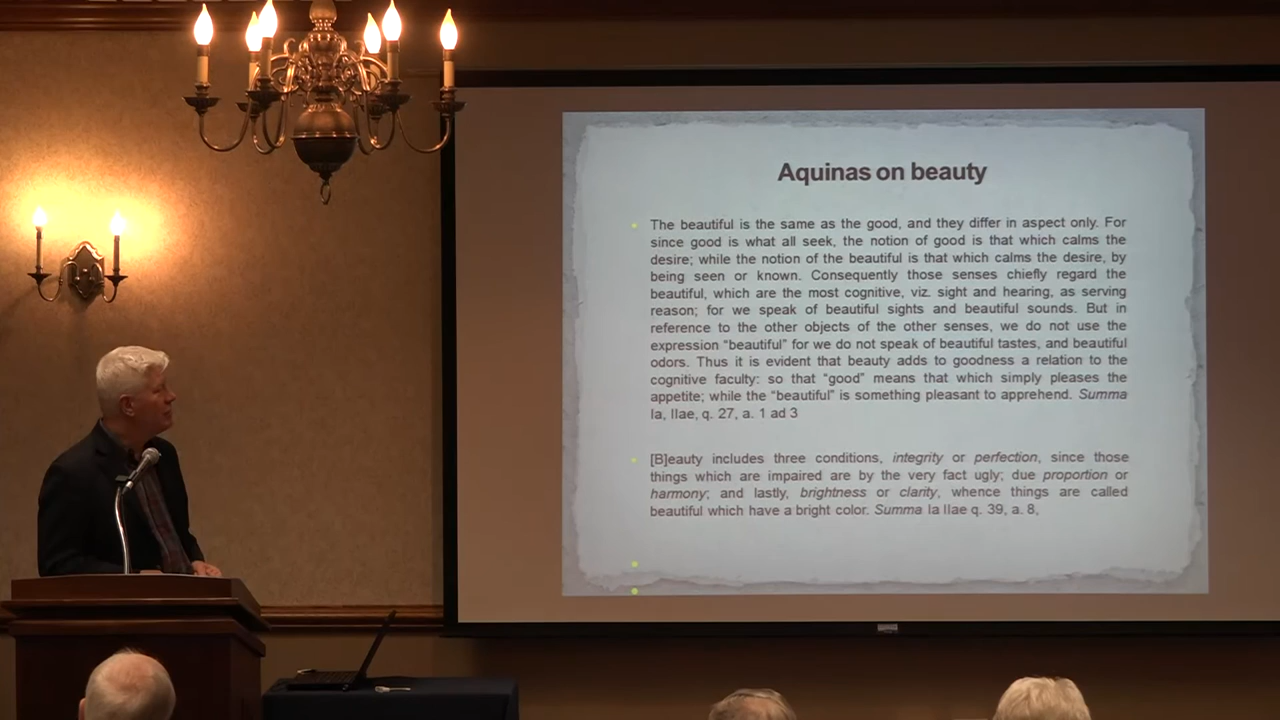 Aquinas on beauty
The beautiful is the same as the good, and they differ in aspect only. For
since good is what all seek, the notion of good is that which calms the
desire; while the notion of the beautiful is that which calms the desire, by
being seen or known. Consequently those senses chiefly regard the
beautiful, which are the most cognitive, viz. sight and hearing, as serving
reason; for we speak of beautiful sights and beautiful sounds. But in
reference to the other objects of the other senses, we do not use the
expression “beautiful” for we do not speak of beautiful tastes, and beautiful
odors. Thus it is evident that beauty adds to goodness a relation to the
cognitive faculty: so that “good” means that which simply pleases the
appetite; while the “beautiful” is something pleasant to apprehend. Summa
Ia, IIae, q. 27, a. 1 ad 3
[B]eauty includes three conditions, integrity or perfection, since those
things which are impaired are by the very fact ugly; due proportion or
harmony; and lastly, brightness or clarity, whence things are called
beautiful which have a bright color. Summa Ia IIae q. 39, a. 8,